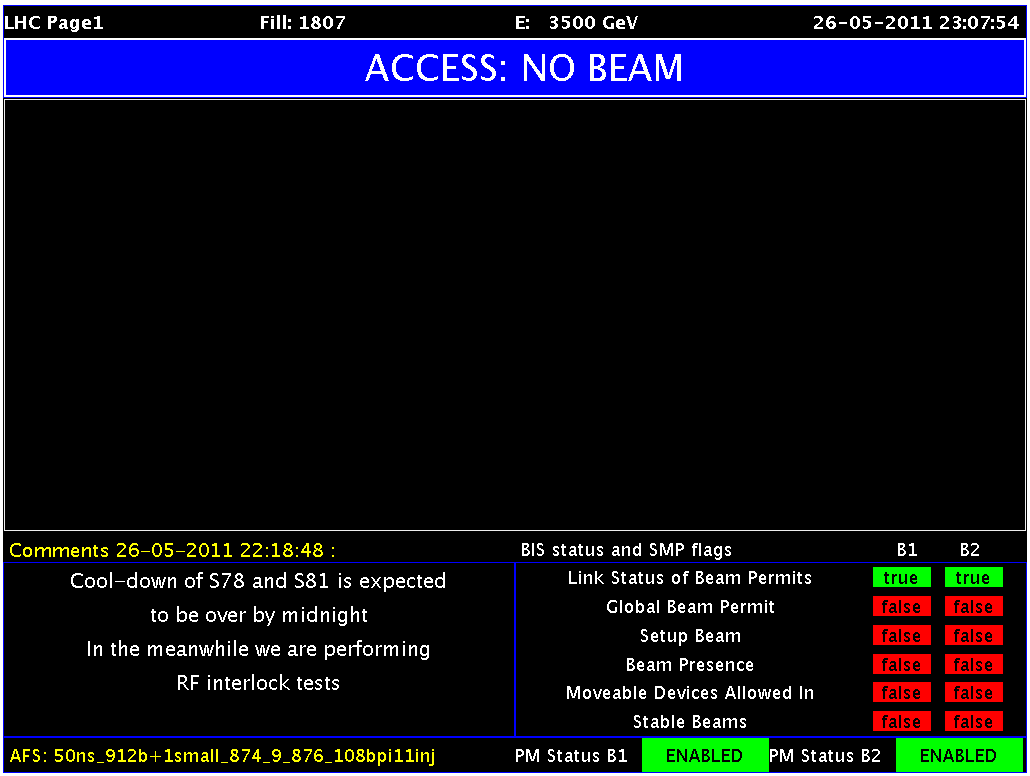 LHC Page1 Fill: 1807 E: 3500 GeV 26-05-2011 23:07:54
ACCESS: NO BEAM
Comments 26-05-2011 22:18:48 :
Cool-down of S78 and S81 is expected
to be over by midnight
In the meanwhile we are performing
RF interlock tests
BIS status and SMP flags B1 B2
Link Status of Beam Permits true true
Global Beam Permit false false
Setup Beam false false
Beam Presence false false
Moveable Devices Allowed In false false
Stable Beams false false
AFS: 50ns_912b+1small_874_9_876_108bpi11inj PM Status B1 ENABLED PM Status B2 ENABLED